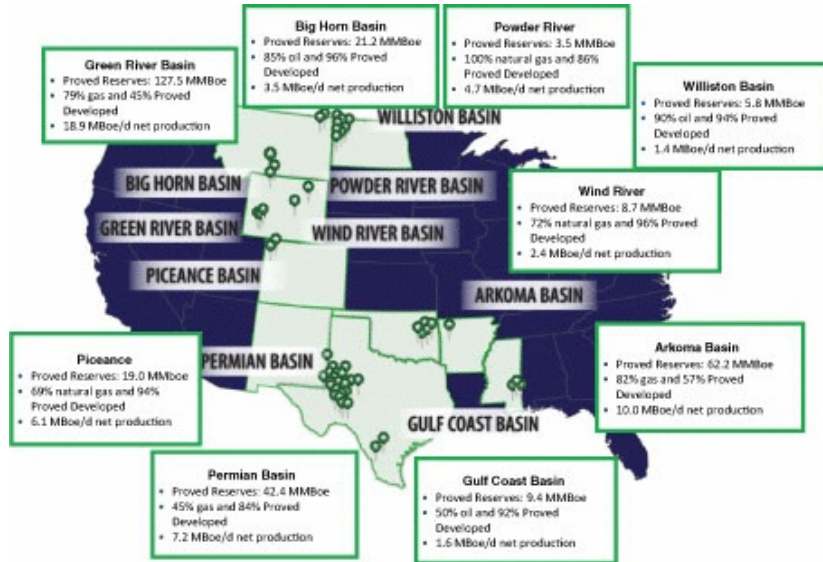 Big Horn Basin
• Proved Reserves: 21.2 MMBoe
• 85% oil and 96% Proved
Developed
• 3.5 MBoe/d net production
Powder River
• Proved Reserves: 3.5 MMBoe
• 100% natural gas and 86%
Proved Developed
• 4.7 MBoe/d net production
Green River Basin
• Proved Reserves: 127.5 MMBoe
• 79% gas and 45% Proved
Developed
• 18.9 MBoe/d net production
Williston Basin
• Proved Reserves: 5.8 MMBoe
• 90% oil and 94% Proved
Developed
• 1.4 MBoe/d net production
WILLISTON BASIN
BIG HORN BASIN
POWDER RIVER BASIN
Wind River
• Proved Reserves: 8.7 MMBoe
• 72% natural gas and 96% Proved
Developed
• 2.4 MBoe/d net production
GREEN RIVER BASIN
WIND RIVER BASIN
PICEANCE BASIN
ARKOMA BASIN
Piceance
• Proved Reserves: 19.0 MMboe
• 69% natural gas and 94%
Proved Developed
• 6.1 MBoe/d net production
PERMIAN BASIN
Arkoma Basin
• Proved Reserves: 62.2 MMBoe
• 82% gas and 57% Proved
Developed
• 10.0 MBoe/d net production
GULF COAST BASIN
Permian Basin
• Proved Reserves: 42.4 MMBoe
• 45% gas and 84% Proved
Developed
• 7.2 MBoe/d net production
Gulf Coast Basin
• Proved Reserves: 9.4 MMBoe
• 50% oil and 92% Proved
Developed
• 1.6 MBoe/d net production